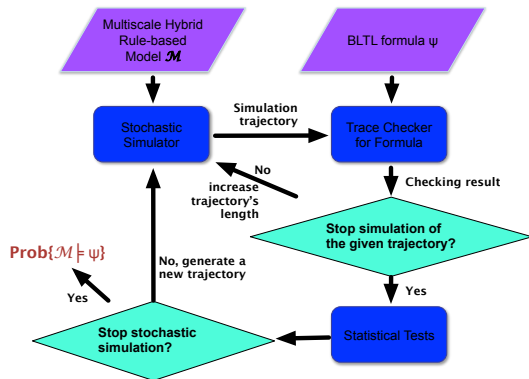 Multiscale Hybrid
Rule-based
Model ℳ
BLTL formula ψ
Stochastic
Simulator
Simulation
trajectory
Trace Checker
for Formula
No
increase
trajectory's
length
Checking result
Stop simulation of
the given trajectory?
No, generate a
new trajectory
Prob{ℳ ⊨ ψ}
Yes
Yes
Stop stochastic
simulation?
Statistical Tests